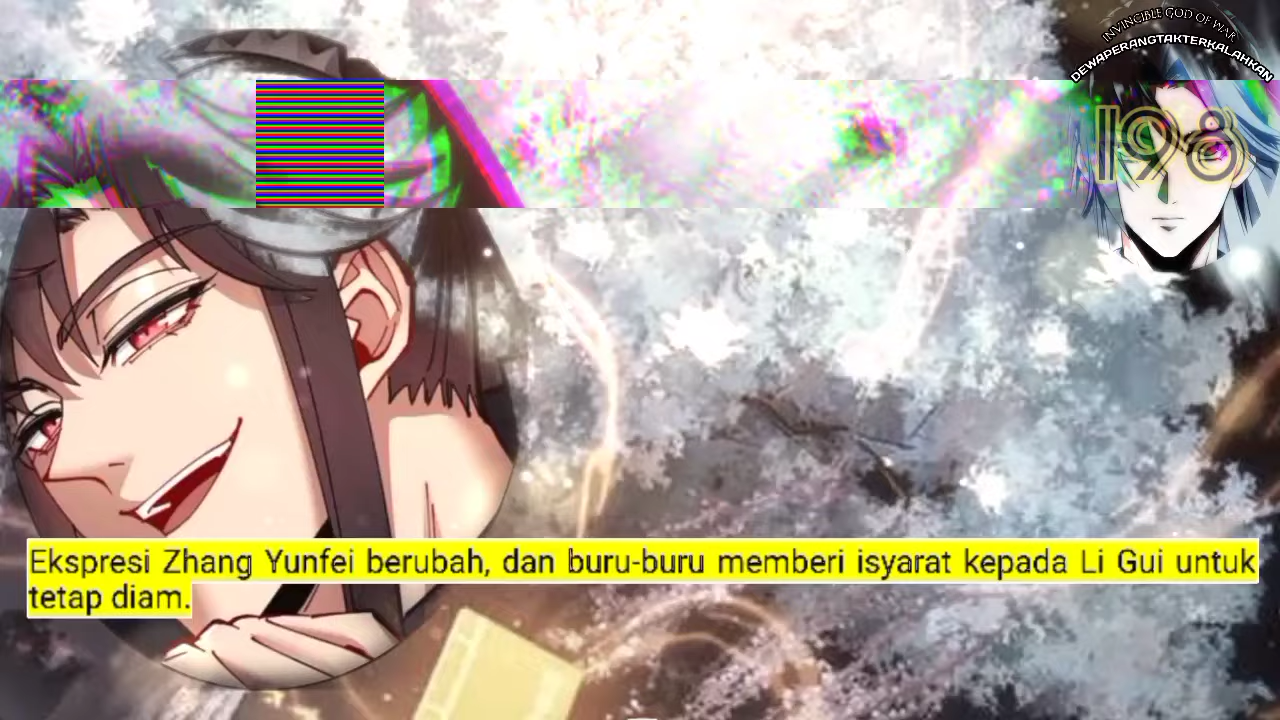 INVINCIBLE GOD OF WAR
DEWAPERANGTAKTERKALAHKAN
198
Ekspresi Zhang Yunfei berubah, dan buru-buru memberi isyarat kepada Li Gui untuk
tetap diam.